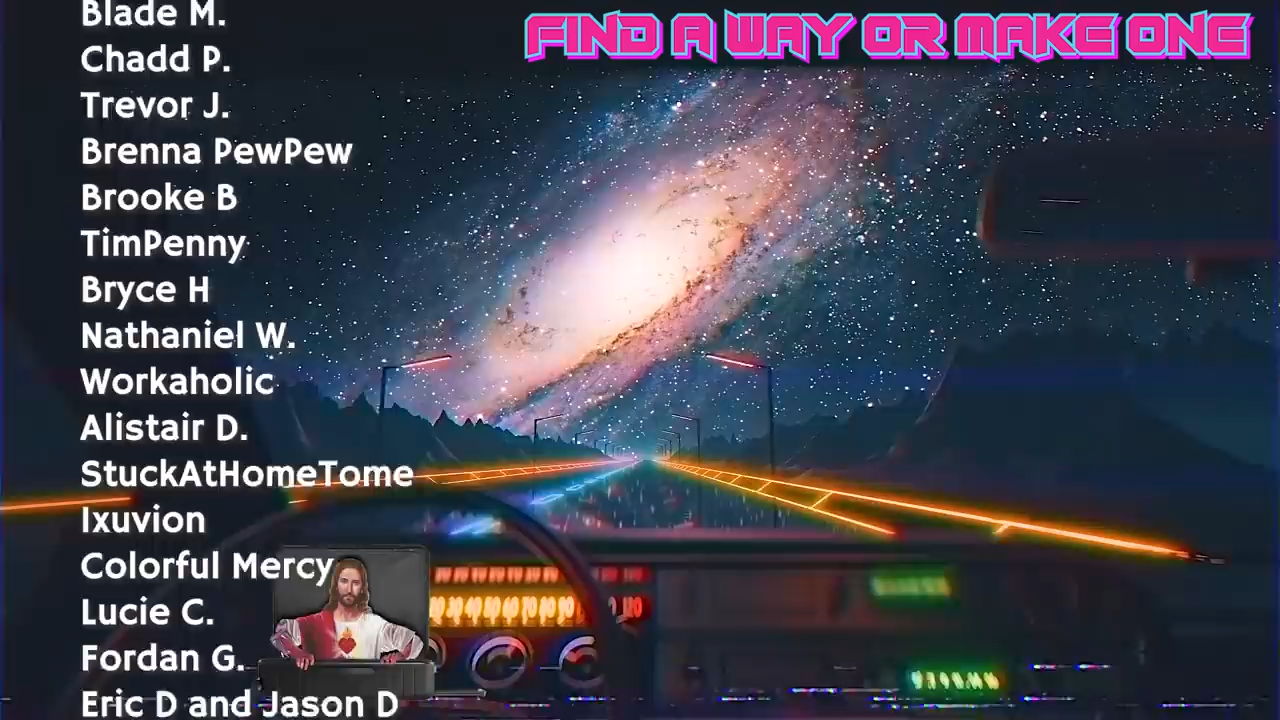 Blade M.
FIND A WAY OR MAKE ONE
Chadd P.
Trevor J.
Brenna PewPew
Brooke B
TimPenny
Bryce H
Nathaniel W.
Workaholic
Alistair D.
StuckAtHomeTome
Ixuvion
Colorful Mercy
Lucie C.
Fordan G.
Eric D and Jason D